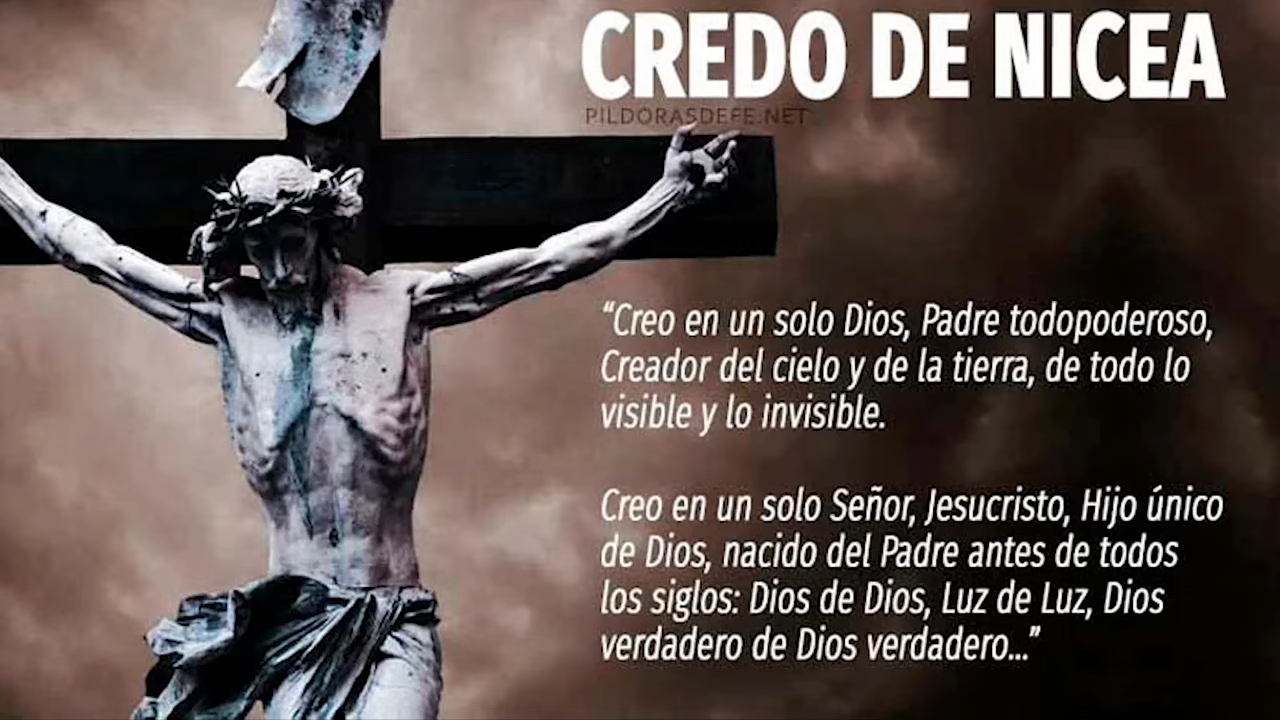 CREDO DE NICEA
PILDORASDEFE.NET
“Creo en un solo Dios, Padre todopoderoso,
Creador del cielo y de la tierra, de todo lo
visible y lo invisible.
Creo en un solo Señor, Jesucristo, Hijo único
de Dios, nacido del Padre antes de todos
los siglos: Dios de Dios, Luz de Luz, Dios
verdadero de Dios verdadero...”